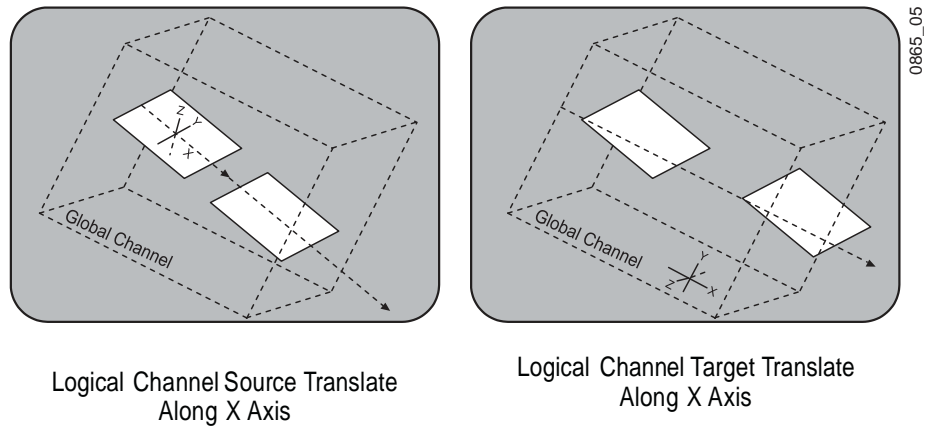 Z
Y
X
Global Channel
Logical Channel Source Translate
Along X Axis
Global Channel
Y
Z
X
Logical Channel Target Translate
Along X Axis
0865_05